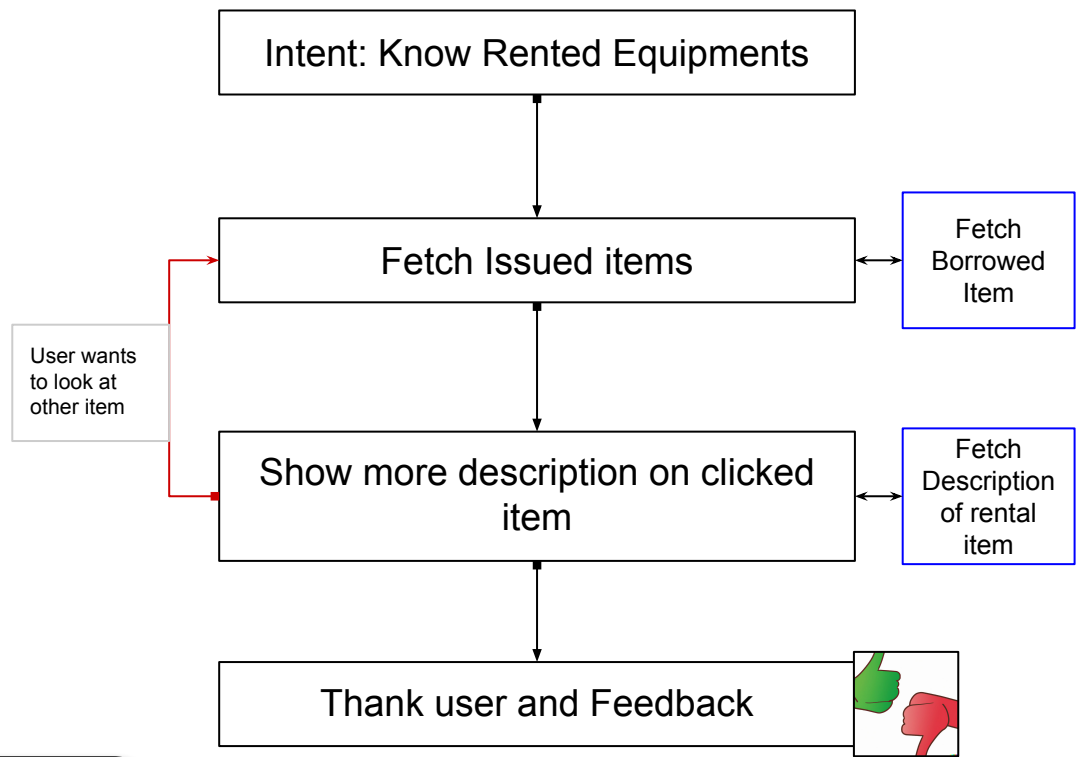 Intent: Know Rented Equipments
Fetch Issued items
Fetch
Borrowed
Item
User wants
to look at
other item
Show more description on clicked
item
Fetch
Description
of rental
item
Thank user and Feedback